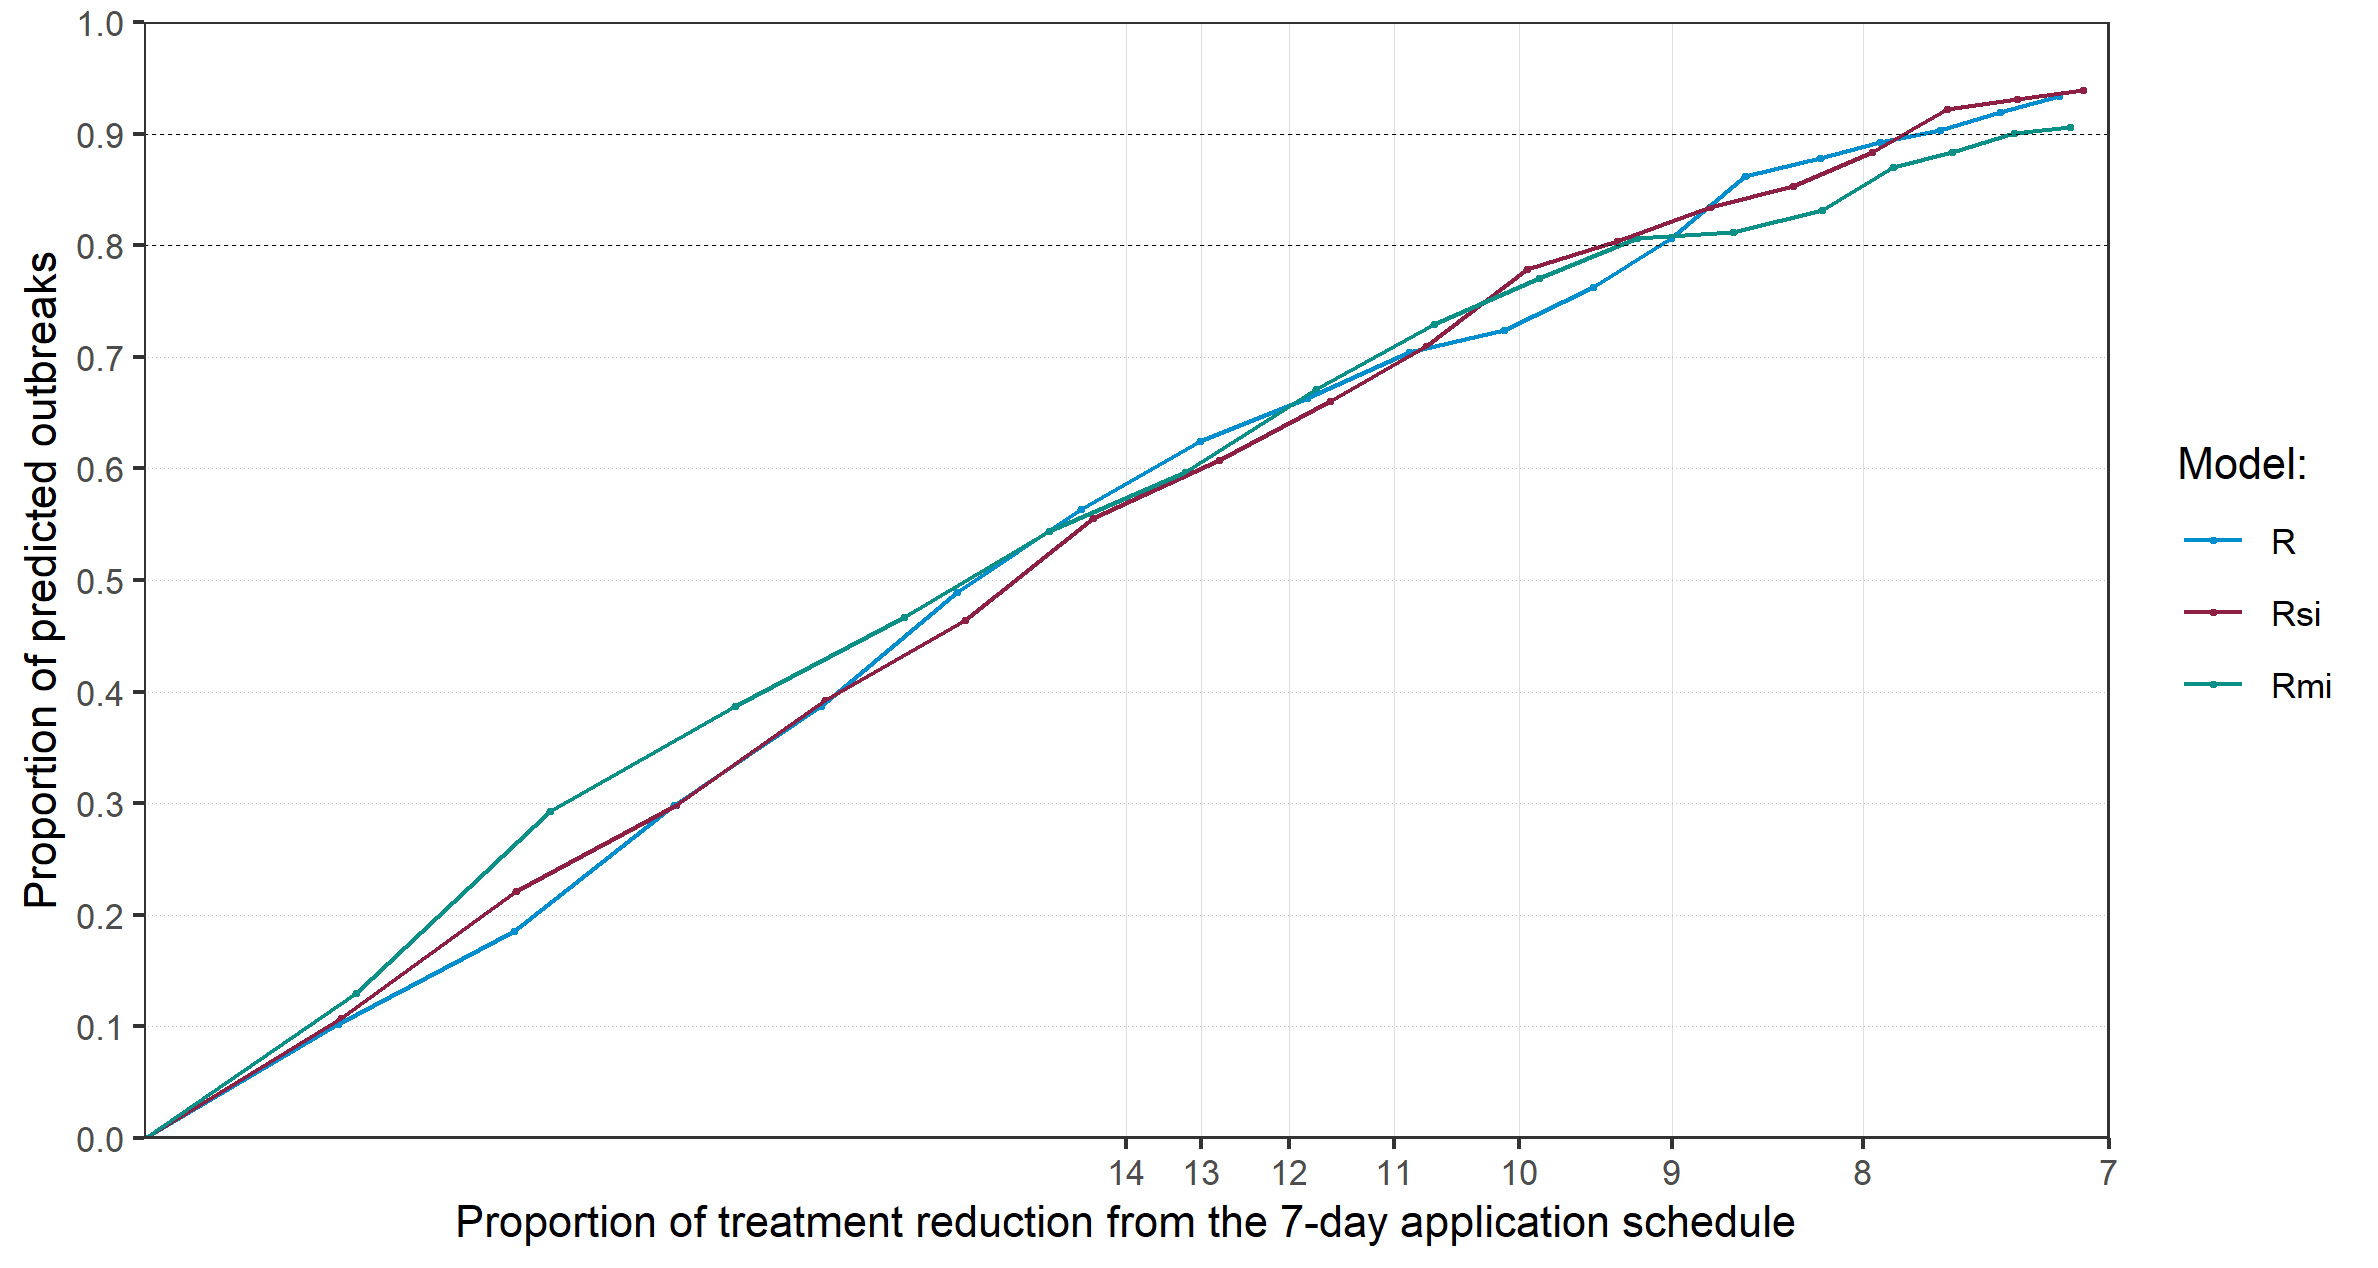 1.0
0.9
0.8
0.7
0.6
0.5
0.4
0.3
0.2
0.1
0.0
Proportion of predicted outbreaks
14 13 12 11 10 9 8 7
Proportion of treatment reduction from the 7-day application schedule
Model:
R
Rsi
Rmi